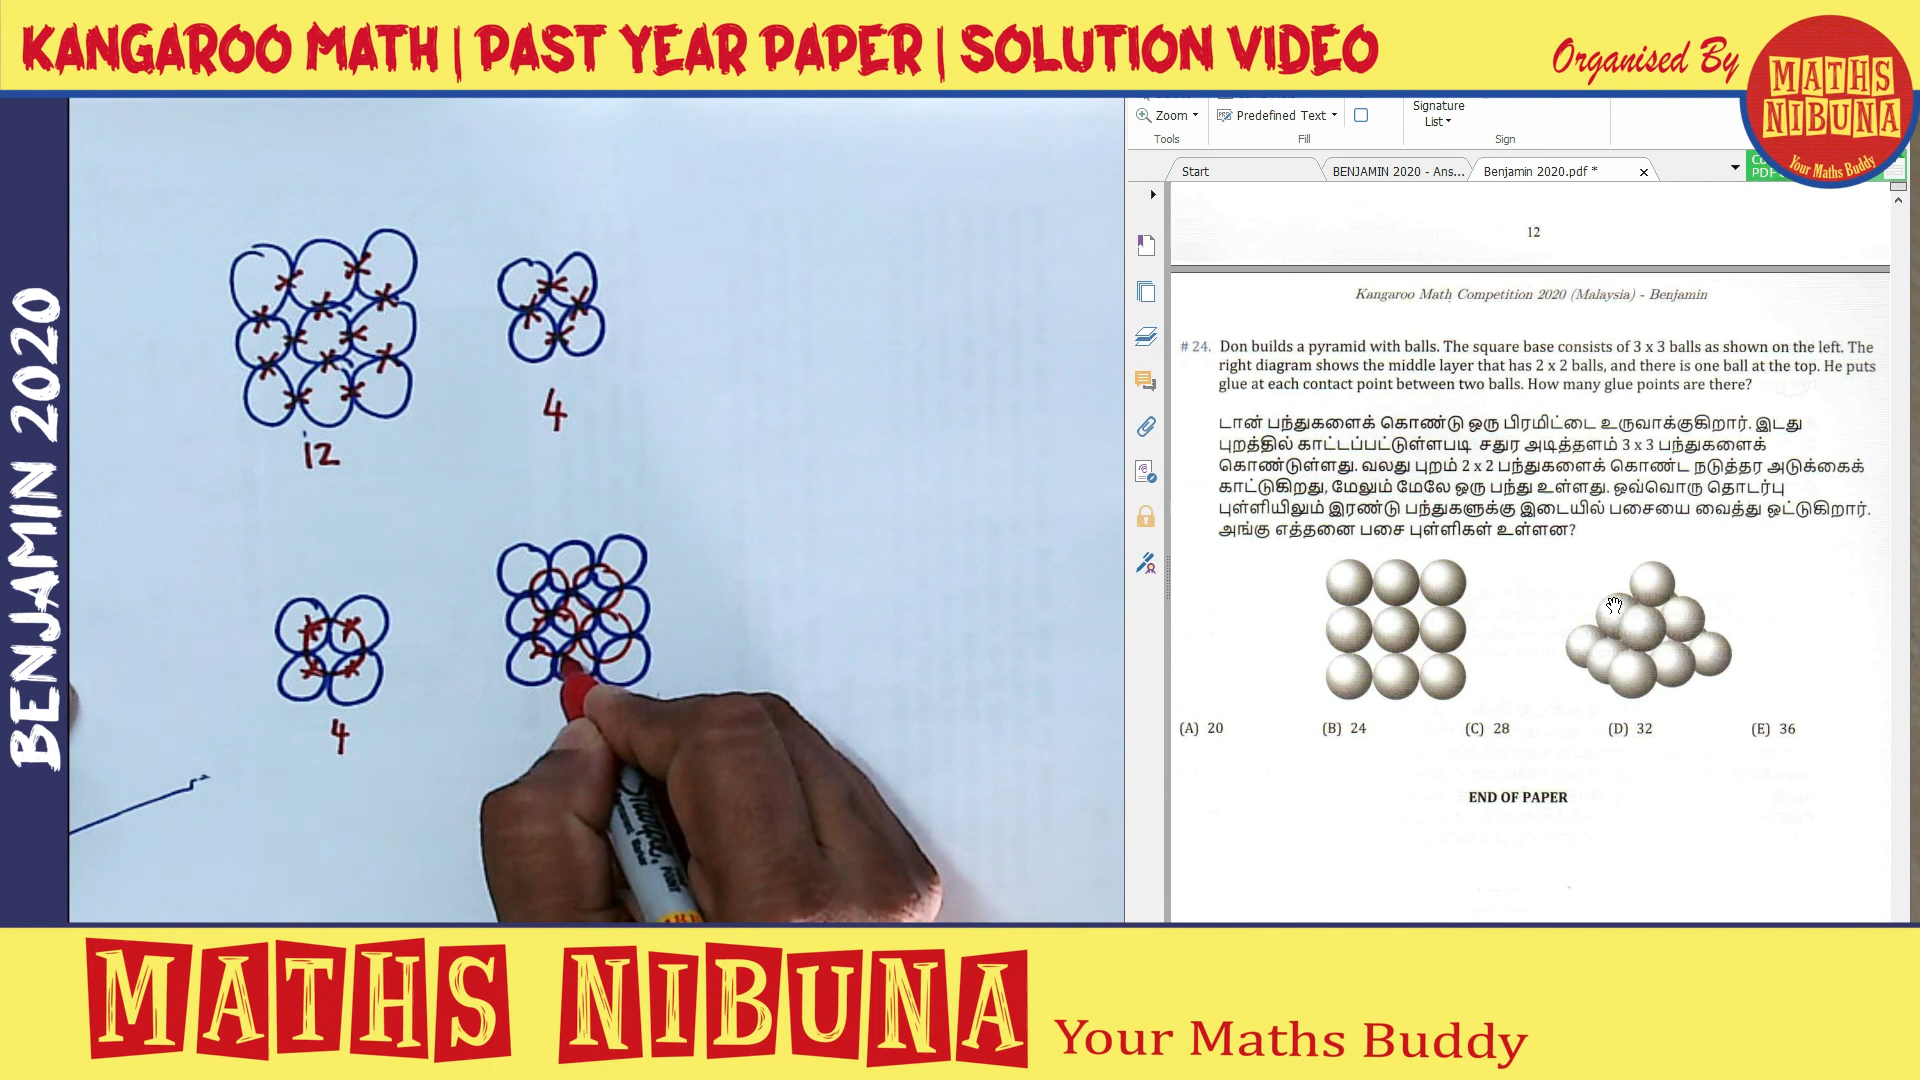 KANGAROO MATH | PAST YEAR PAPER | SOLUTION VIDEO
Organised By
MATHS
NIBUNA
Your Maths Buddy
BENJAMIN 2020
Zoom
Predefined Text
Signature
List
Tools
Fill
Sign
Start
BENJAMIN 2020 - Ans...
Benjamin 2020.pdf *
12
Kangaroo Math Competition 2020 (Malaysia) - Benjamin
# 24. Don builds a pyramid with balls. The square base consists of 3 x 3 balls as shown on the left. The
right diagram shows the middle layer that has 2 x 2 balls, and there is one ball at the top. He puts
glue at each contact point between two balls. How many glue points are there?
டான் பந்துகளைக் கொண்டு ஒரு பிரமிட்டை உருவாக்குகிறார். இடது
புறத்தில் காட்டப்பட்டுள்ளபடி சதுர அடித்தளம் 3 x 3 பந்துகளைக்
கொண்டுள்ளது. வலது புறம் 2 x 2 பந்துகளைக் கொண்ட நடுத்தர அடுக்கைக்
காட்டுகிறது, மேலும் மேலே ஒரு பந்து உள்ளது. ஒவ்வொரு தொடர்பு
புள்ளியிலும் இரண்டு பந்துகளுக்கு இடையில் பசையை வைத்து ஒட்டுகிறார்.
அங்கு எத்தனை பசை புள்ளிகள் உள்ளன?
(A) 20 (B) 24 (C) 28 (D) 32 (E) 36
END OF PAPER
12
4
4
MATHS NIBUNA
Your Maths Buddy